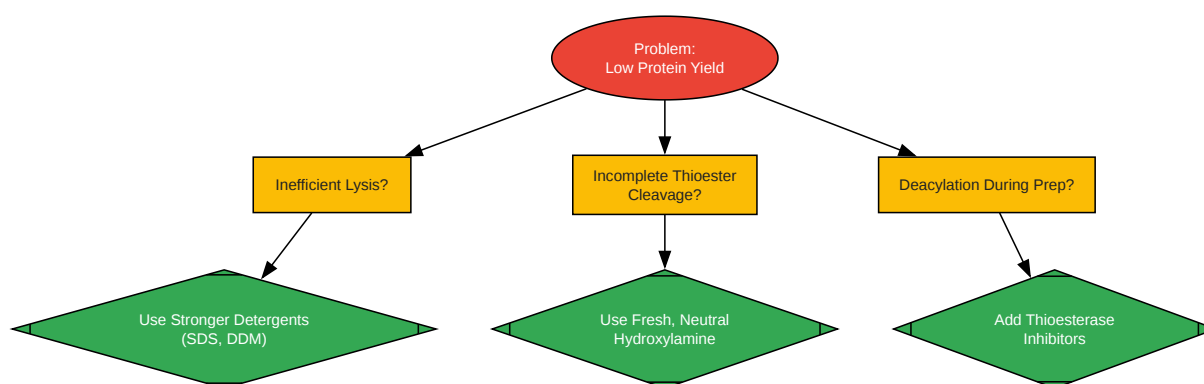 Problem:
Low Protein Yield
Inefficient Lysis?
Incomplete Thioester
Cleavage?
Deacylation During Prep?
Use Stronger Detergents
(SDS, DDM)
Use Fresh, Neutral
Hydroxylamine
Add Thioesterase
Inhibitors